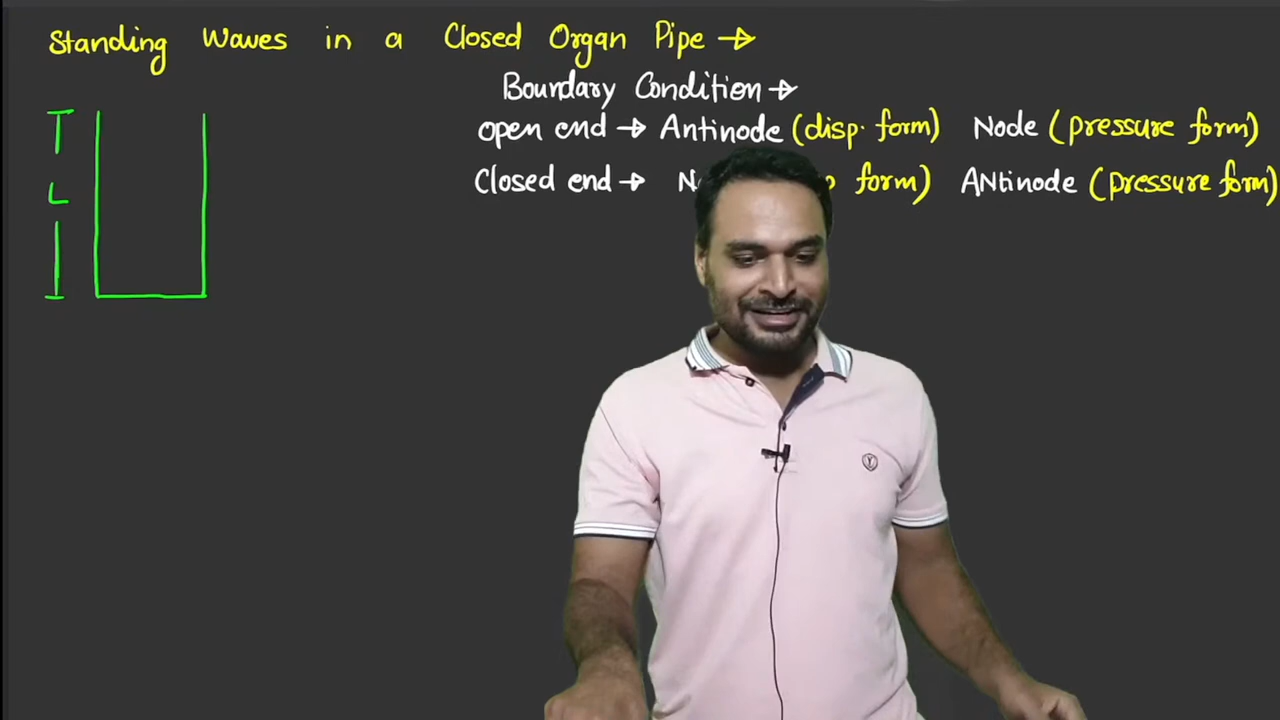 Standing Waves in a Closed Organ Pipe →
Boundary Condition →
open end → Antinode (disp. form) Node (pressure form)
Closed end → form) ANtinode (pressure form)
L